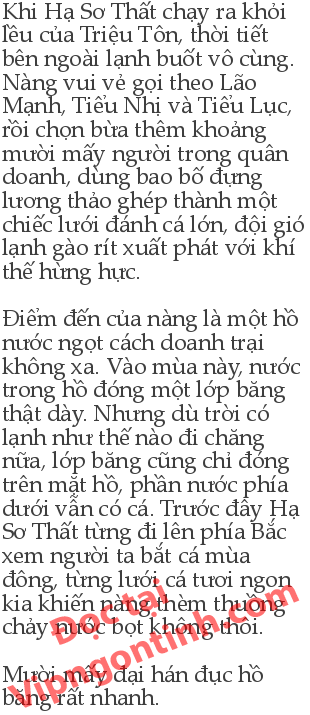 Khi Hạ Sơ Thất chạy ra khỏi
lều của Triệu Tôn, thời tiết
bên ngoài lạnh buốt vô cùng.
Nàng vui vẻ gọi theo Lão
Mạnh, Tiểu Nhị và Tiểu Lục,
rồi chọn bừa thêm khoảng
mười mấy người trong quân
doanh, dùng bao bố đựng
lương thảo ghép thành một
chiếc lưới đánh cá lớn, đội gió
lạnh gào rít xuất phát với khí
thế hừng hực.
Điểm đến của nàng là một hồ
nước ngọt cách doanh trại
không xa. Vào mùa này, nước
trong hồ đóng một lớp băng
thật dày. Nhưng dù trời có
lạnh như thế nào đi chăng
nữa, lớp băng cũng chỉ đóng
trên mặt hồ, phần nước phía
dưới vẫn có cá. Trước đây Hạ
Sơ Thất từng đi lên phía Bắc
xem người ta bắt cá mùa
đông, từng lưới cá tươi ngon
kia khiến nàng thèm thuồng
chảy nước bọt không thôi.
Mười mấy đại hán đục hồ
băng rất nhanh.
Đọc tại
Vipngontinh.com